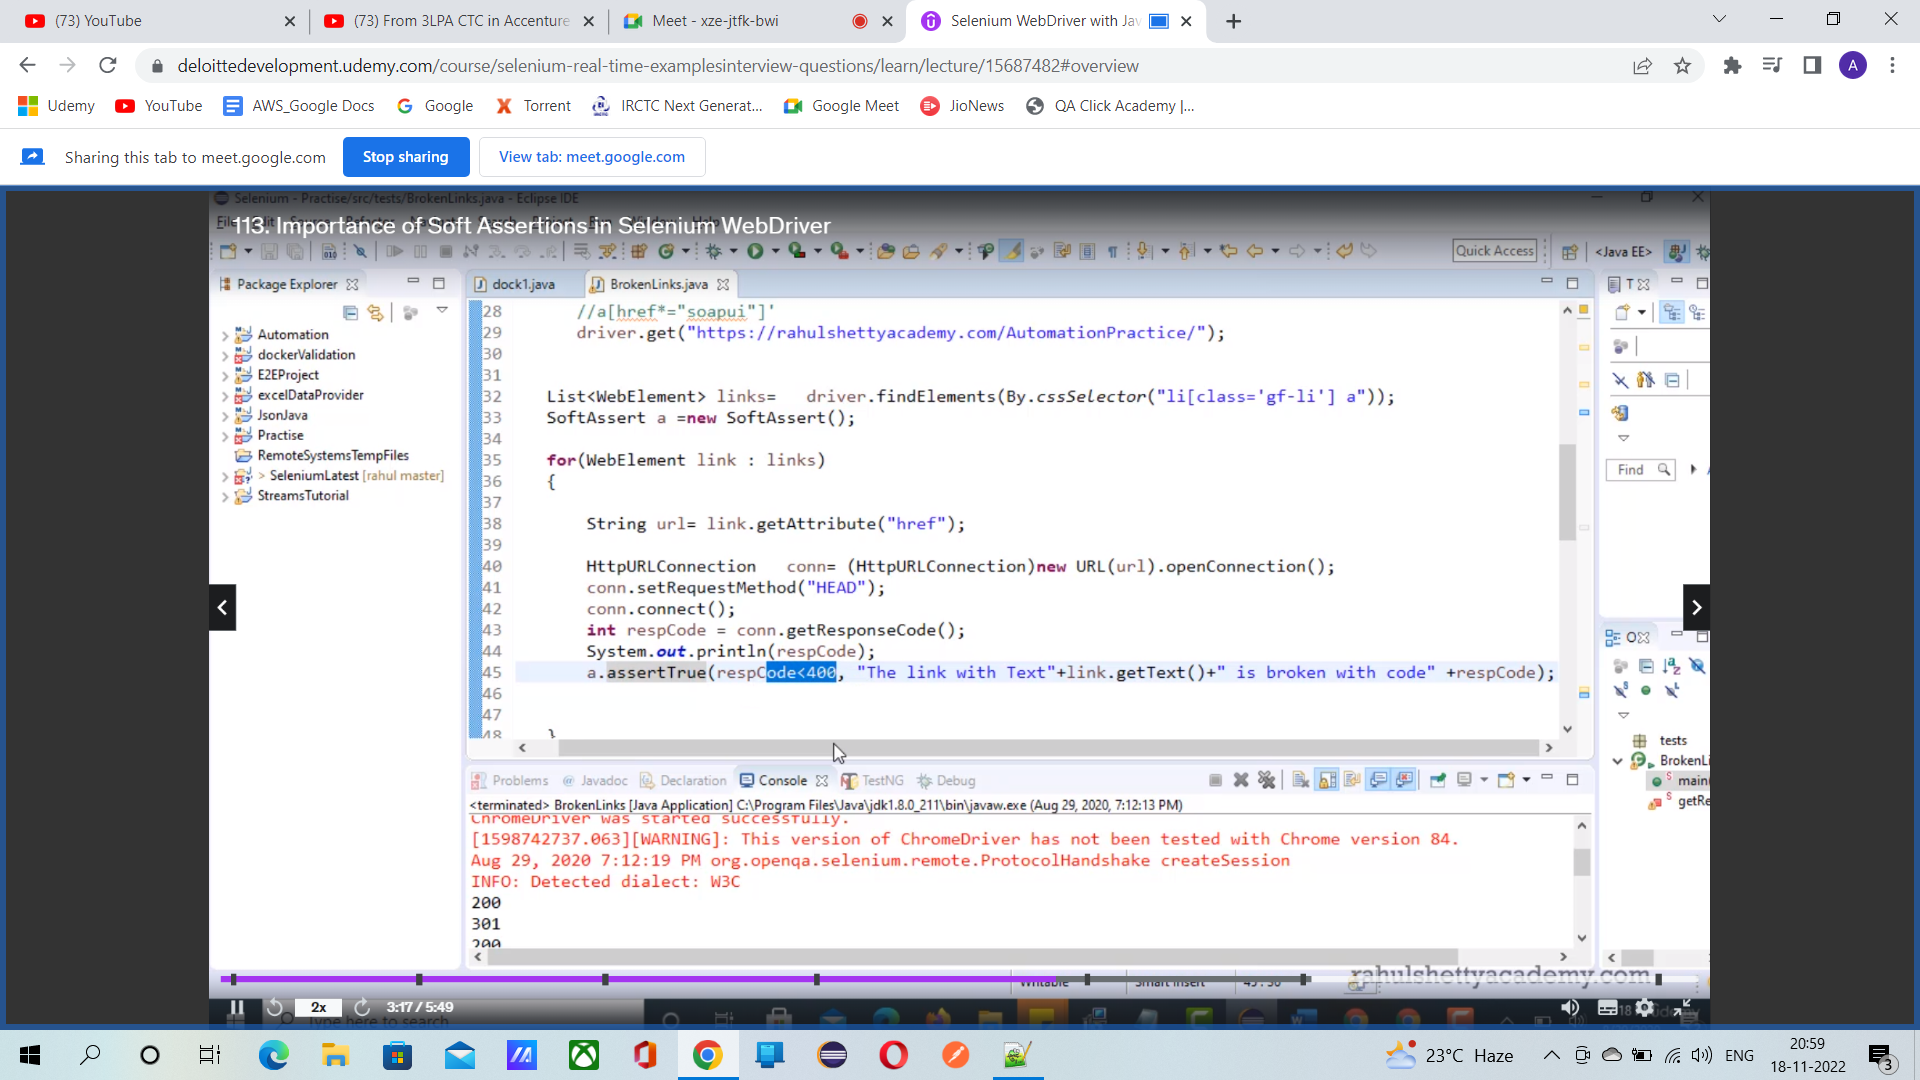 (73) YouTube
(73) From 3LPA CTC in Accenture
Meet - xze-jtfk-bwi
Selenium WebDriver with Jav
deloittedevelopment.udemy.com/course/selenium-real-time-examplesinterview-questions/learn/lecture/15687482#overview
A
Udemy
YouTube
AWS_Google Docs
Google
Torrent
IRCTC Next Generat...
Google Meet
JioNews
QA Click Academy |...
Sharing this tab to meet.google.com
Stop sharing
View tab: meet.google.com
Selenium - Practise/src/tests/BrokenLinks.java - Eclipse IDE
113. Importance of Soft Assertions in Selenium WebDriver
Quick Access
<Java EE>
Package Explorer
dock1.java
BrokenLinks.java
T
Automation
dockerValidation
E2EProject
excelDataProvider
JsonJava
Practise
RemoteSystemsTempFiles
> SeleniumLatest [rahul master]
StreamsTutorial
28 //a[href*="soapui"]'
29 driver.get("https://rahulshettyacademy.com/AutomationPractice/");
30
31
32 List<WebElement> links= driver.findElements(By.cssSelector("li[class='gf-li'] a"));
33 SoftAssert a =new SoftAssert();
34
35 for(WebElement link : links)
36 {
37
38 String url= link.getAttribute("href");
39
40 HttpURLConnection conn= (HttpURLConnection)new URL(url).openConnection();
41 conn.setRequestMethod("HEAD");
42 conn.connect();
43 int respCode = conn.getResponseCode();
44 System.out.println(respCode);
45 a.assertTrue(respCode<400, "The link with Text"+link.getText()+" is broken with code" +respCode);
46
47
48 }
Find
O
tests
BrokenLi
main(
getRe
Problems
Javadoc
Declaration
Console
TestNG
Debug
<terminated> BrokenLinks [Java Application] C:\Program Files\Java\jdk1.8.0_211\bin\javaw.exe (Aug 29, 2020, 7:12:13 PM)
ChromeDriver was started successfully.
[1598742737.063][WARNING]: This version of ChromeDriver has not been tested with Chrome version 84.
Aug 29, 2020 7:12:19 PM org.openqa.selenium.remote.ProtocolHandshake createSession
INFO: Detected dialect: W3C
200
301
200
rahulshettyacademy.com
Writable
Smart Insert
2x
3:17 / 5:49
Type here to search
23°C Haze
ENG
20:59
18-11-2022
3